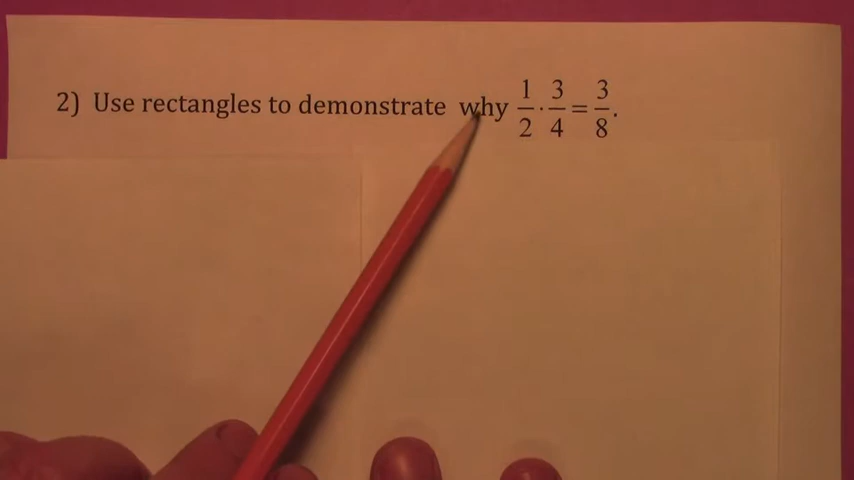 2) Use rectangles to demonstrate why 1/2 · 3/4 = 3/8.